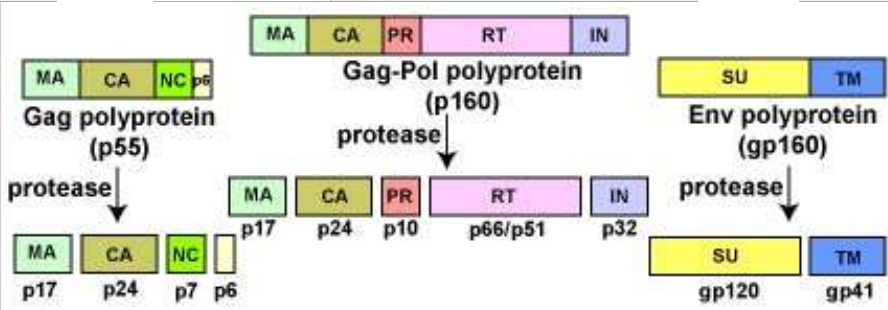 MA CA NC p6
Gag polyprotein
(p55)
protease
MA CA NC
p17 p24 p7 p6
MA CA PR RT IN
Gag-Pol polyprotein
(p160)
protease
MA CA PR RT IN
p17 p24 p10 p66/p51 p32
SU TM
Env polyprotein
(gp160)
protease
SU TM
gp120 gp41